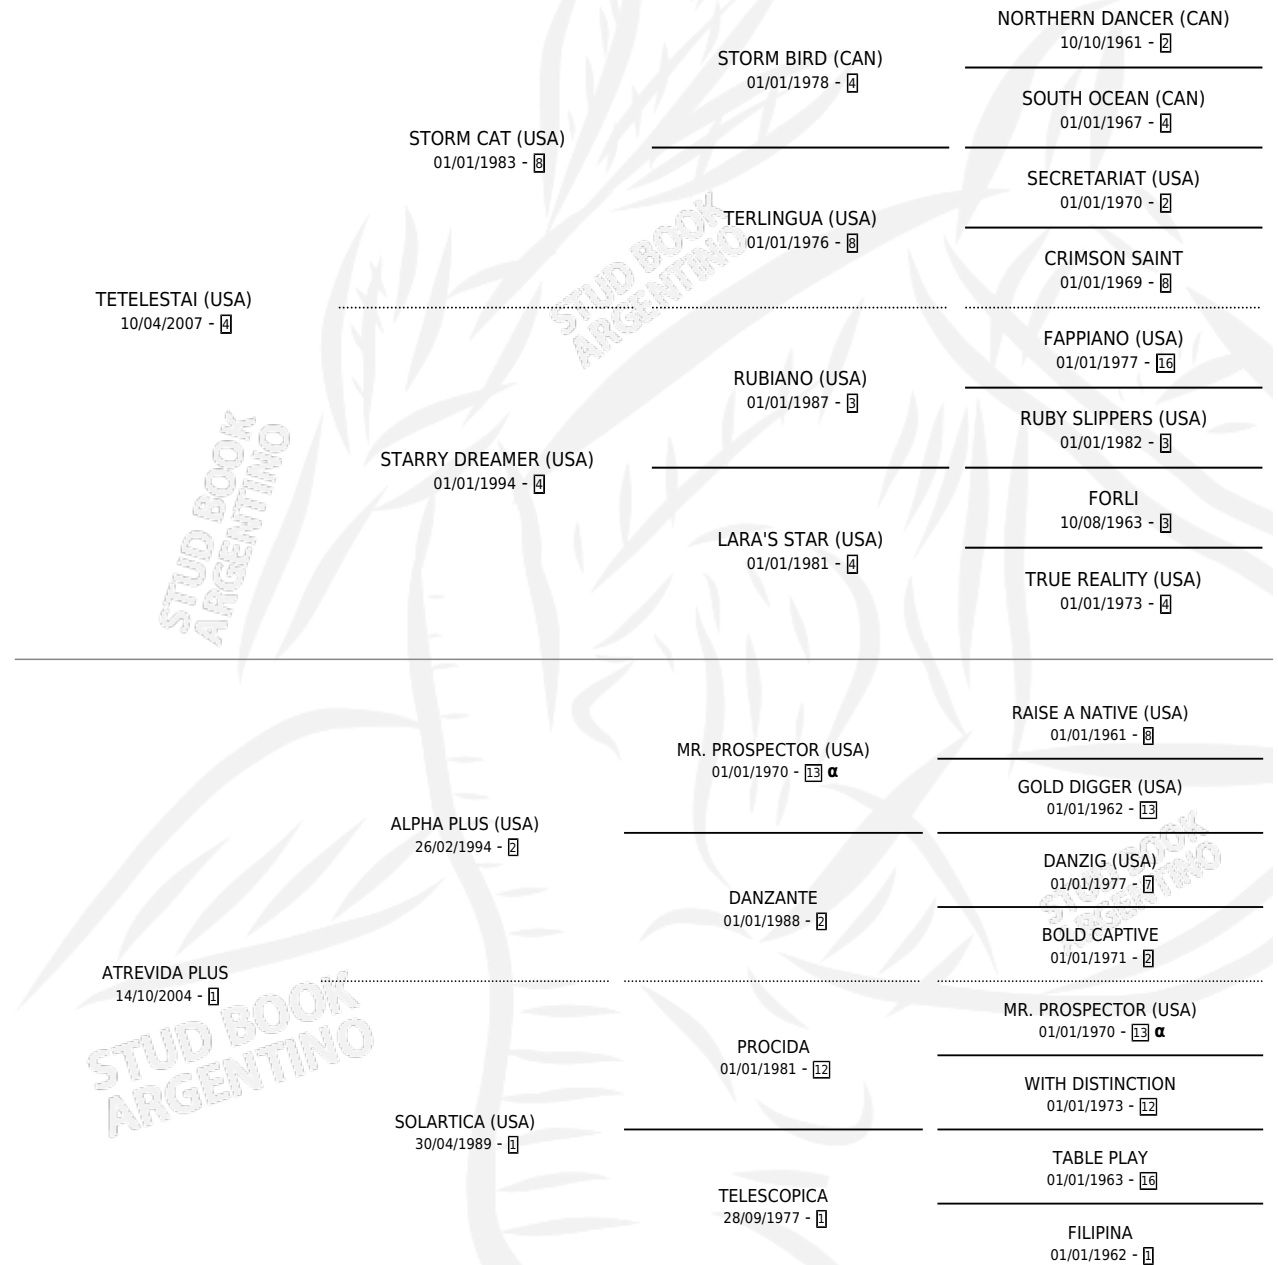 NORTHERN DANCER (CAN)
10/10/1961 - 2
STORM BIRD (CAN)
01/01/1978 - 4
SOUTH OCEAN (CAN)
01/01/1967 - 4
STORM CAT (USA)
01/01/1983 - 8
SECRETARIAT (USA)
01/01/1970 - 2
TERLINGUA (USA)
01/01/1976 - 8
CRIMSON SAINT
01/01/1969 - 8
TETELESTAI (USA)
10/04/2007 - 4
FAPPIANO (USA)
01/01/1977 - 16
RUBIANO (USA)
01/01/1987 - 3
RUBY SLIPPERS (USA)
01/01/1982 - 3
STARRY DREAMER (USA)
01/01/1994 - 4
FORLI
10/08/1963 - 3
LARA'S STAR (USA)
01/01/1981 - 4
TRUE REALITY (USA)
01/01/1973 - 4
RAISE A NATIVE (USA)
01/01/1961 - 8
MR. PROSPECTOR (USA)
01/01/1970 - 13 α
GOLD DIGGER (USA)
01/01/1962 - 13
ALPHA PLUS (USA)
26/02/1994 - 2
DANZIG (USA)
01/01/1977 - 7
DANZANTE
01/01/1988 - 2
BOLD CAPTIVE
01/01/1971 - 2
ATREVIDA PLUS
14/10/2004 - 1
MR. PROSPECTOR (USA)
01/01/1970 - 13 α
PROCIDA
01/01/1981 - 12
WITH DISTINCTION
01/01/1973 - 12
SOLARTICA (USA)
30/04/1989 - 1
TABLE PLAY
01/01/1963 - 16
TELESCOPICA
28/09/1977 - 1
FILIPINA
01/01/1962 - 1
STUD BOOK
ARGENTINO
STUD BOOK
ARGENTINO
STUD BOOK
ARGENTINO
STUD BOOK
ARGENTINO